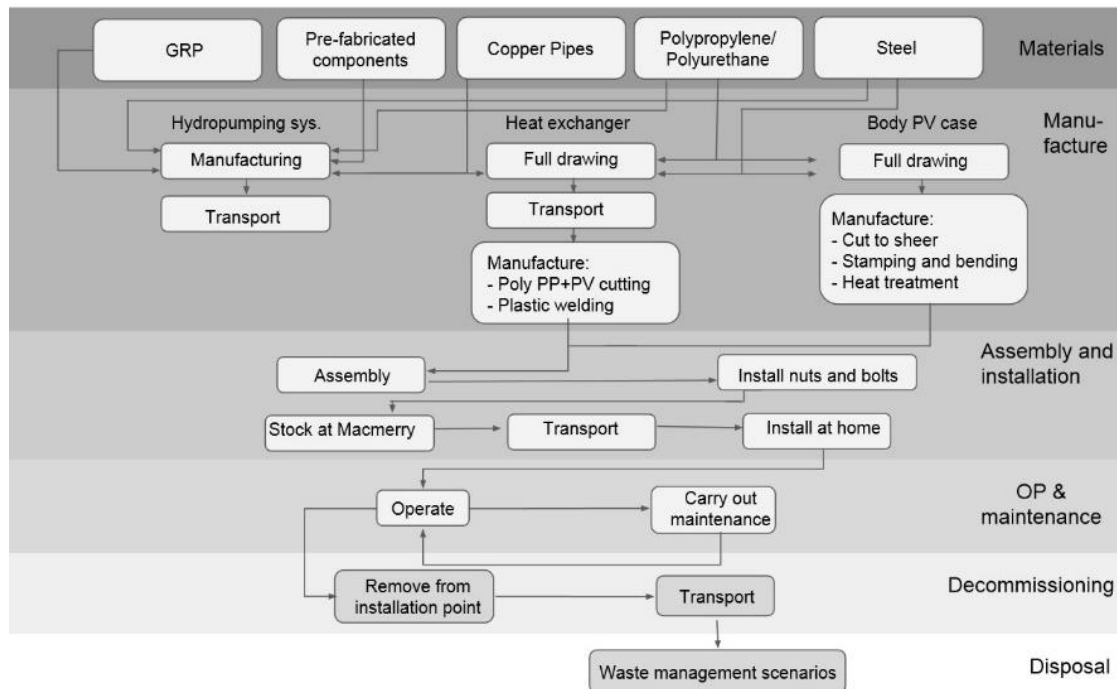 GRP
Pre-fabricated
components
Copper Pipes
Polypropylene/
Polyurethane
Steel
Materials
Manu-
facture
Hydropumping sys.
Heat exchanger
Body PV case
Manufacturing
Full drawing
Full drawing
Transport
Transport
Manufacture:
- Poly PP+PV cutting
- Plastic welding
Manufacture:
- Cut to sheer
- Stamping and bending
- Heat treatment
Assembly and
installation
Assembly
Install nuts and bolts
Stock at Macmerry
Transport
Install at home
OP &
maintenance
Operate
Carry out
maintenance
Decommissioning
Remove from
installation point
Transport
Waste management scenarios
Disposal